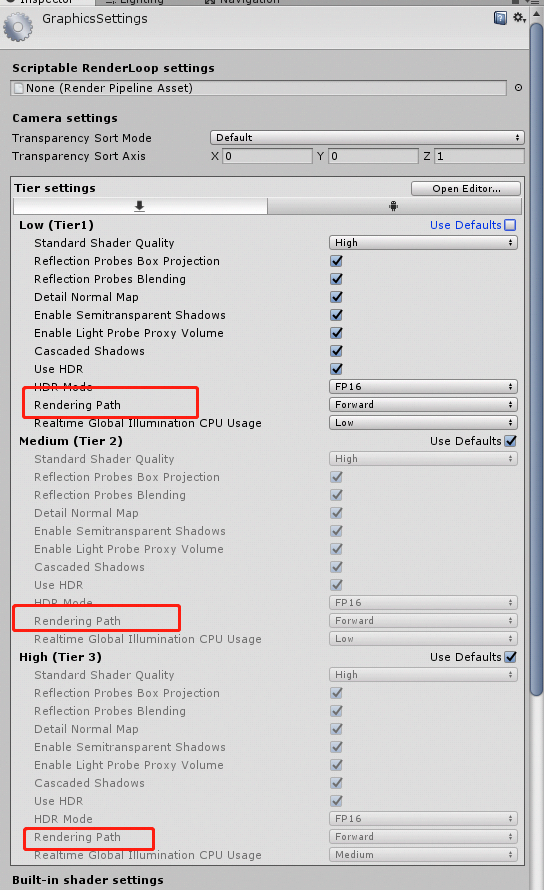 Inspector Lighting Navigation
GraphicsSettings
Scriptable RenderLoop settings
None (Render Pipeline Asset)
Camera settings
Transparency Sort Mode Default
Transparency Sort Axis X 0 Y 0 Z 1
Tier settings Open Editor...
Low (Tier1) Use Defaults
Standard Shader Quality High
Reflection Probes Box Projection
Reflection Probes Blending
Detail Normal Map
Enable Semitransparent Shadows
Enable Light Probe Proxy Volume
Cascaded Shadows
Use HDR
HDR Mode FP16
Rendering Path Forward
Realtime Global Illumination CPU Usage Low
Medium (Tier 2) Use Defaults
Standard Shader Quality High
Reflection Probes Box Projection
Reflection Probes Blending
Detail Normal Map
Enable Semitransparent Shadows
Enable Light Probe Proxy Volume
Cascaded Shadows
Use HDR
HDR Mode FP16
Rendering Path Forward
Realtime Global Illumination CPU Usage Low
High (Tier 3) Use Defaults
Standard Shader Quality High
Reflection Probes Box Projection
Reflection Probes Blending
Detail Normal Map
Enable Semitransparent Shadows
Enable Light Probe Proxy Volume
Cascaded Shadows
Use HDR
HDR Mode FP16
Rendering Path Forward
Realtime Global Illumination CPU Usage Medium
Built-in shader settings